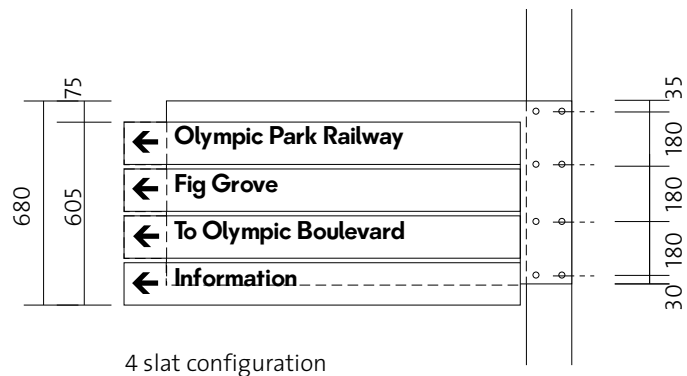 75
35
Olympic Park Railway
180
Fig Grove
680
605
180
To Olympic Boulevard
180
Information
30
4 slat configuration